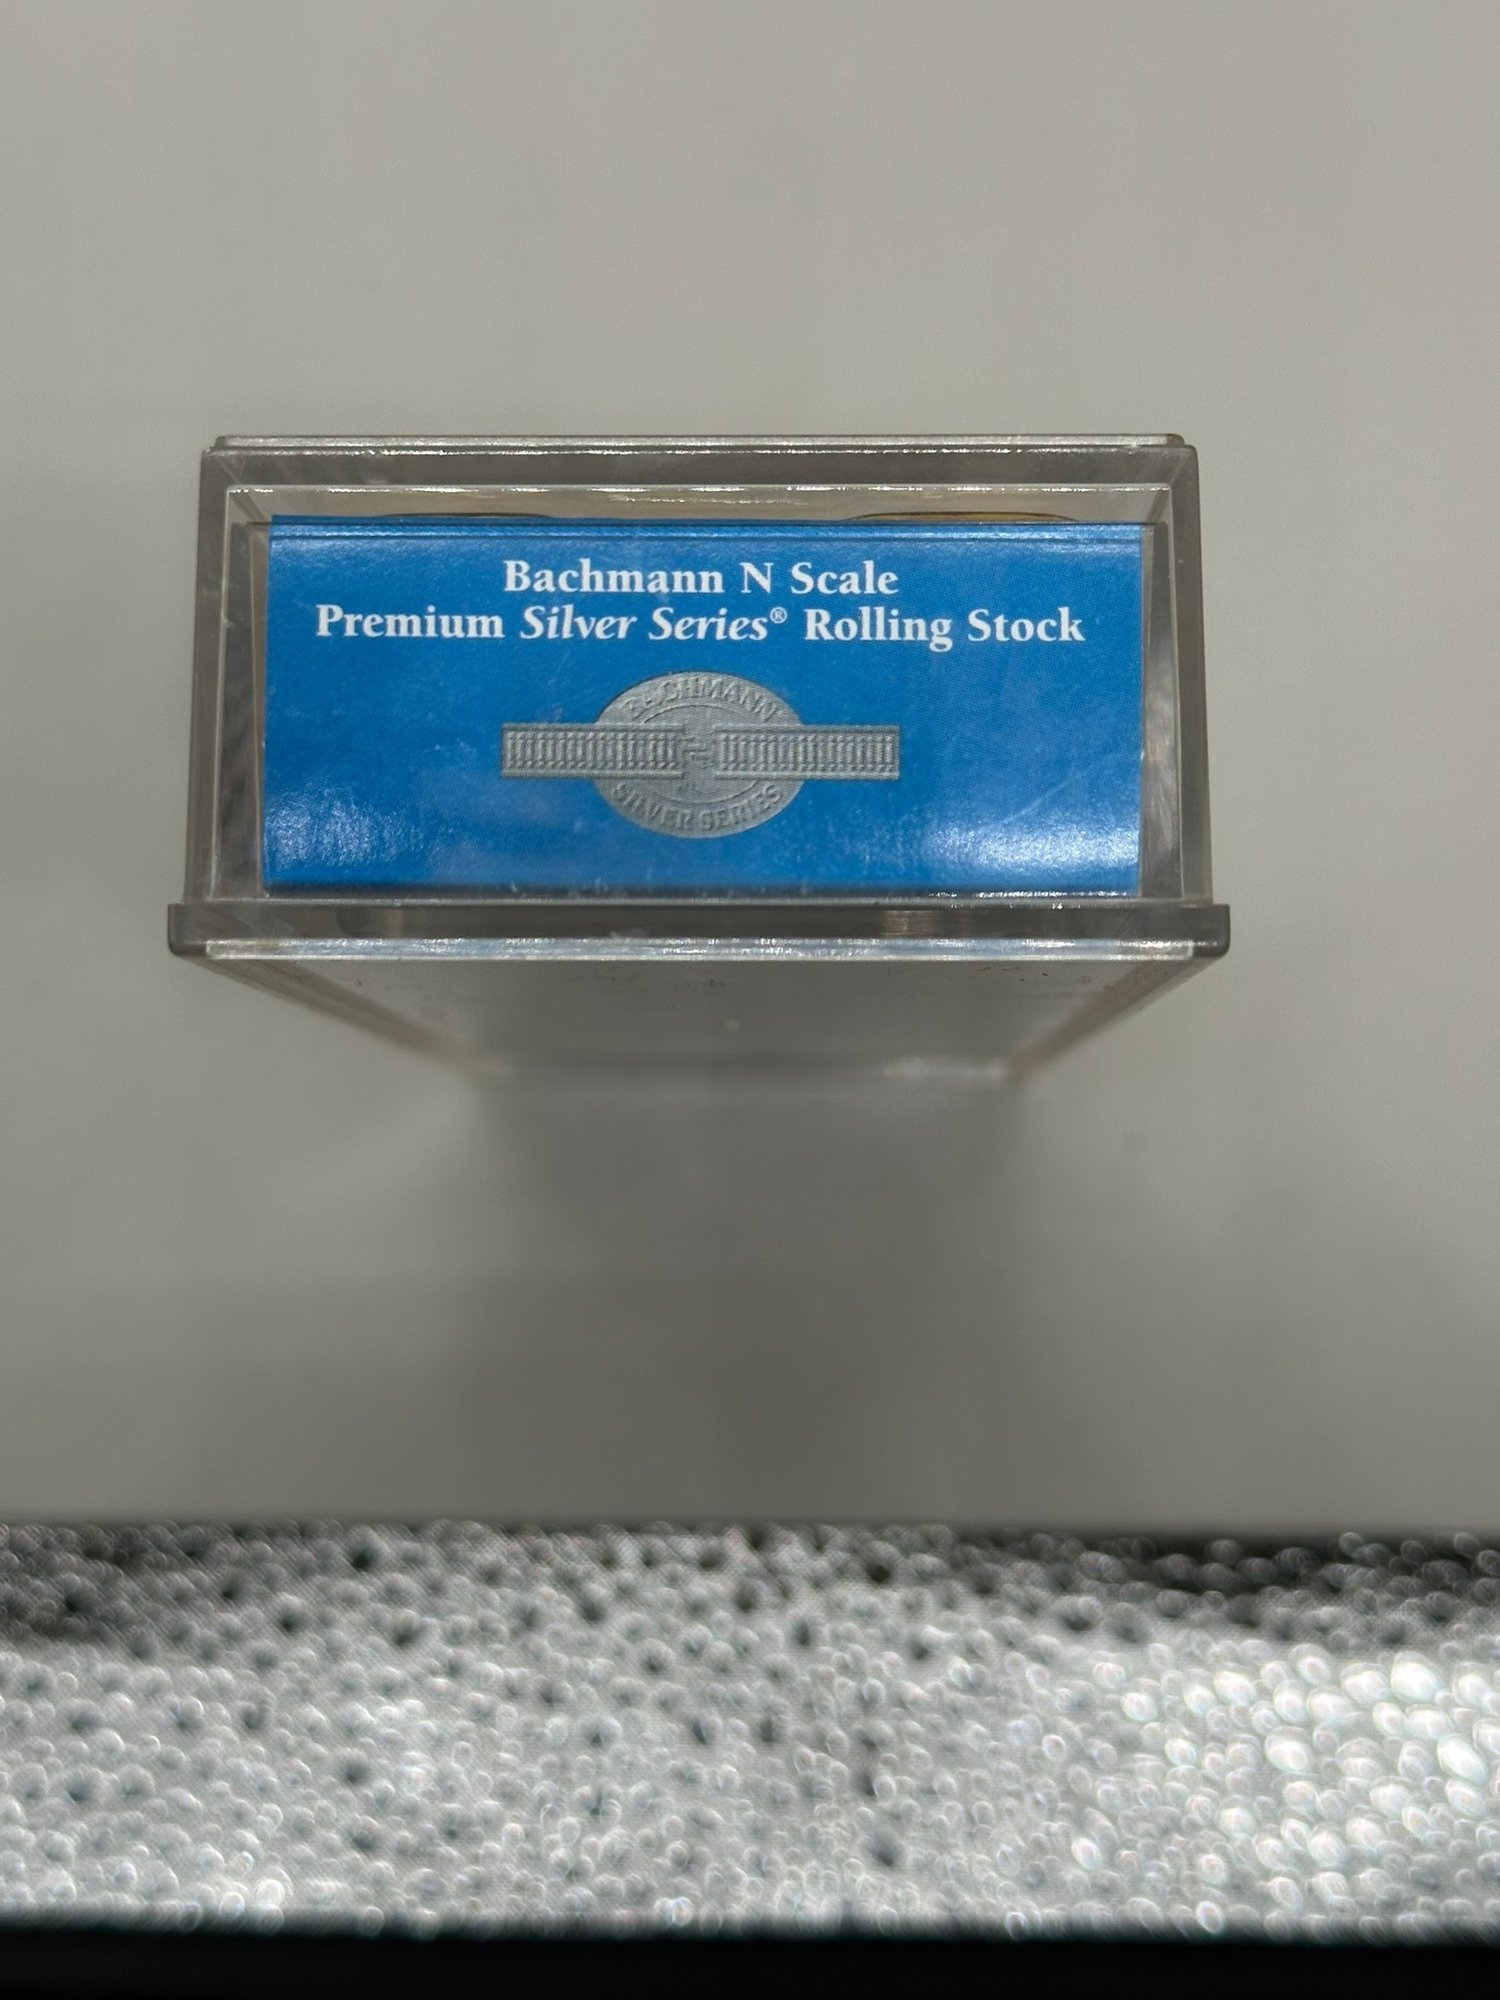 Bachmann N Scale
Premium Silver Series® Rolling Stock
BACHMANN
SILVER SERIES